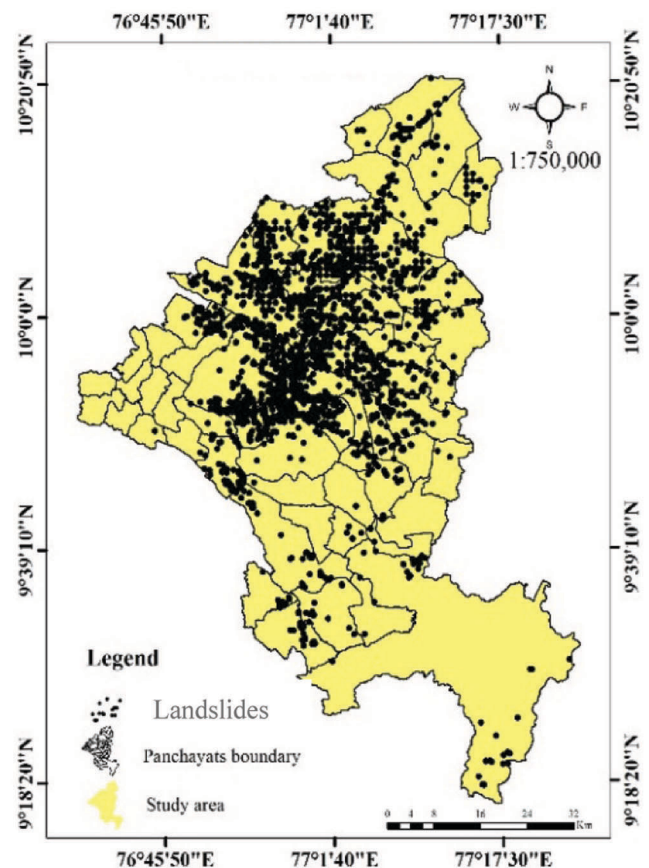 76°45'50"E 77°1'40"E 77°17'30"E
10°20'50"N
10°20'50"N
N
W F
S
1:750,000
10°0'0"N
10°0'0"N
9°39'10"N
9°39'10"N
Legend
Landslides
Panchayats boundary
Study area
9°18'20"N
9°18'20"N
0 4 8 16 24 32
Km
76°45'50"E 77°1'40"E 77°17'30"E